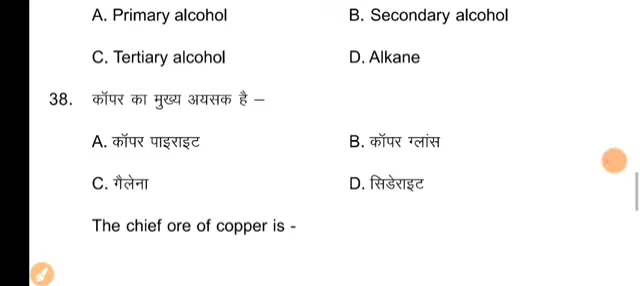 A. Primary alcohol B. Secondary alcohol
C. Tertiary alcohol D. Alkane
38. कॉपर का मुख्य अयसक है –
A. कॉपर पाइराइट B. कॉपर ग्लांस
C. गैलेना D. सिडेराइट
The chief ore of copper is -